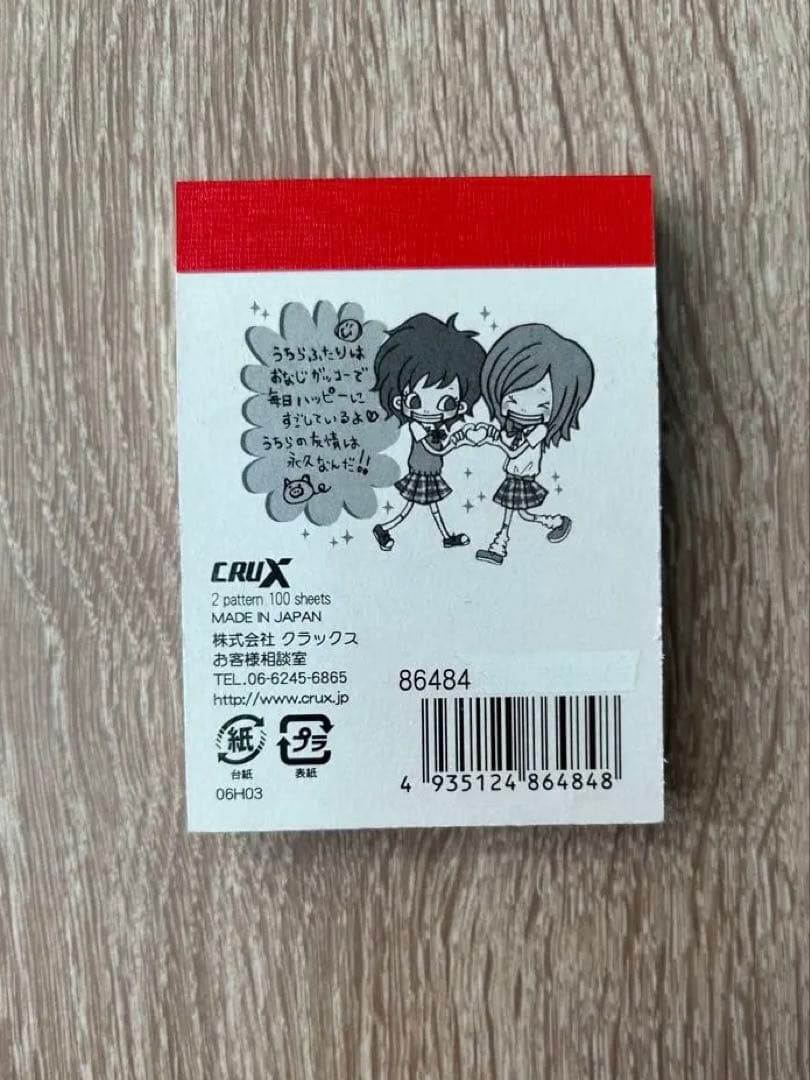 じ
うちらふたりは
おなじガッコーで
毎日ハッピーに
すごしているよ♡
うちらの友情は
永久なんだ!!
CRUX
2 pattern 100 sheets
MADE IN JAPAN
株式会社 クラックス
お客様相談室
TEL.06-6245-6865
http://www.crux.jp
紙 プラ
台紙 表紙
06H03
86484
4 935124 864848